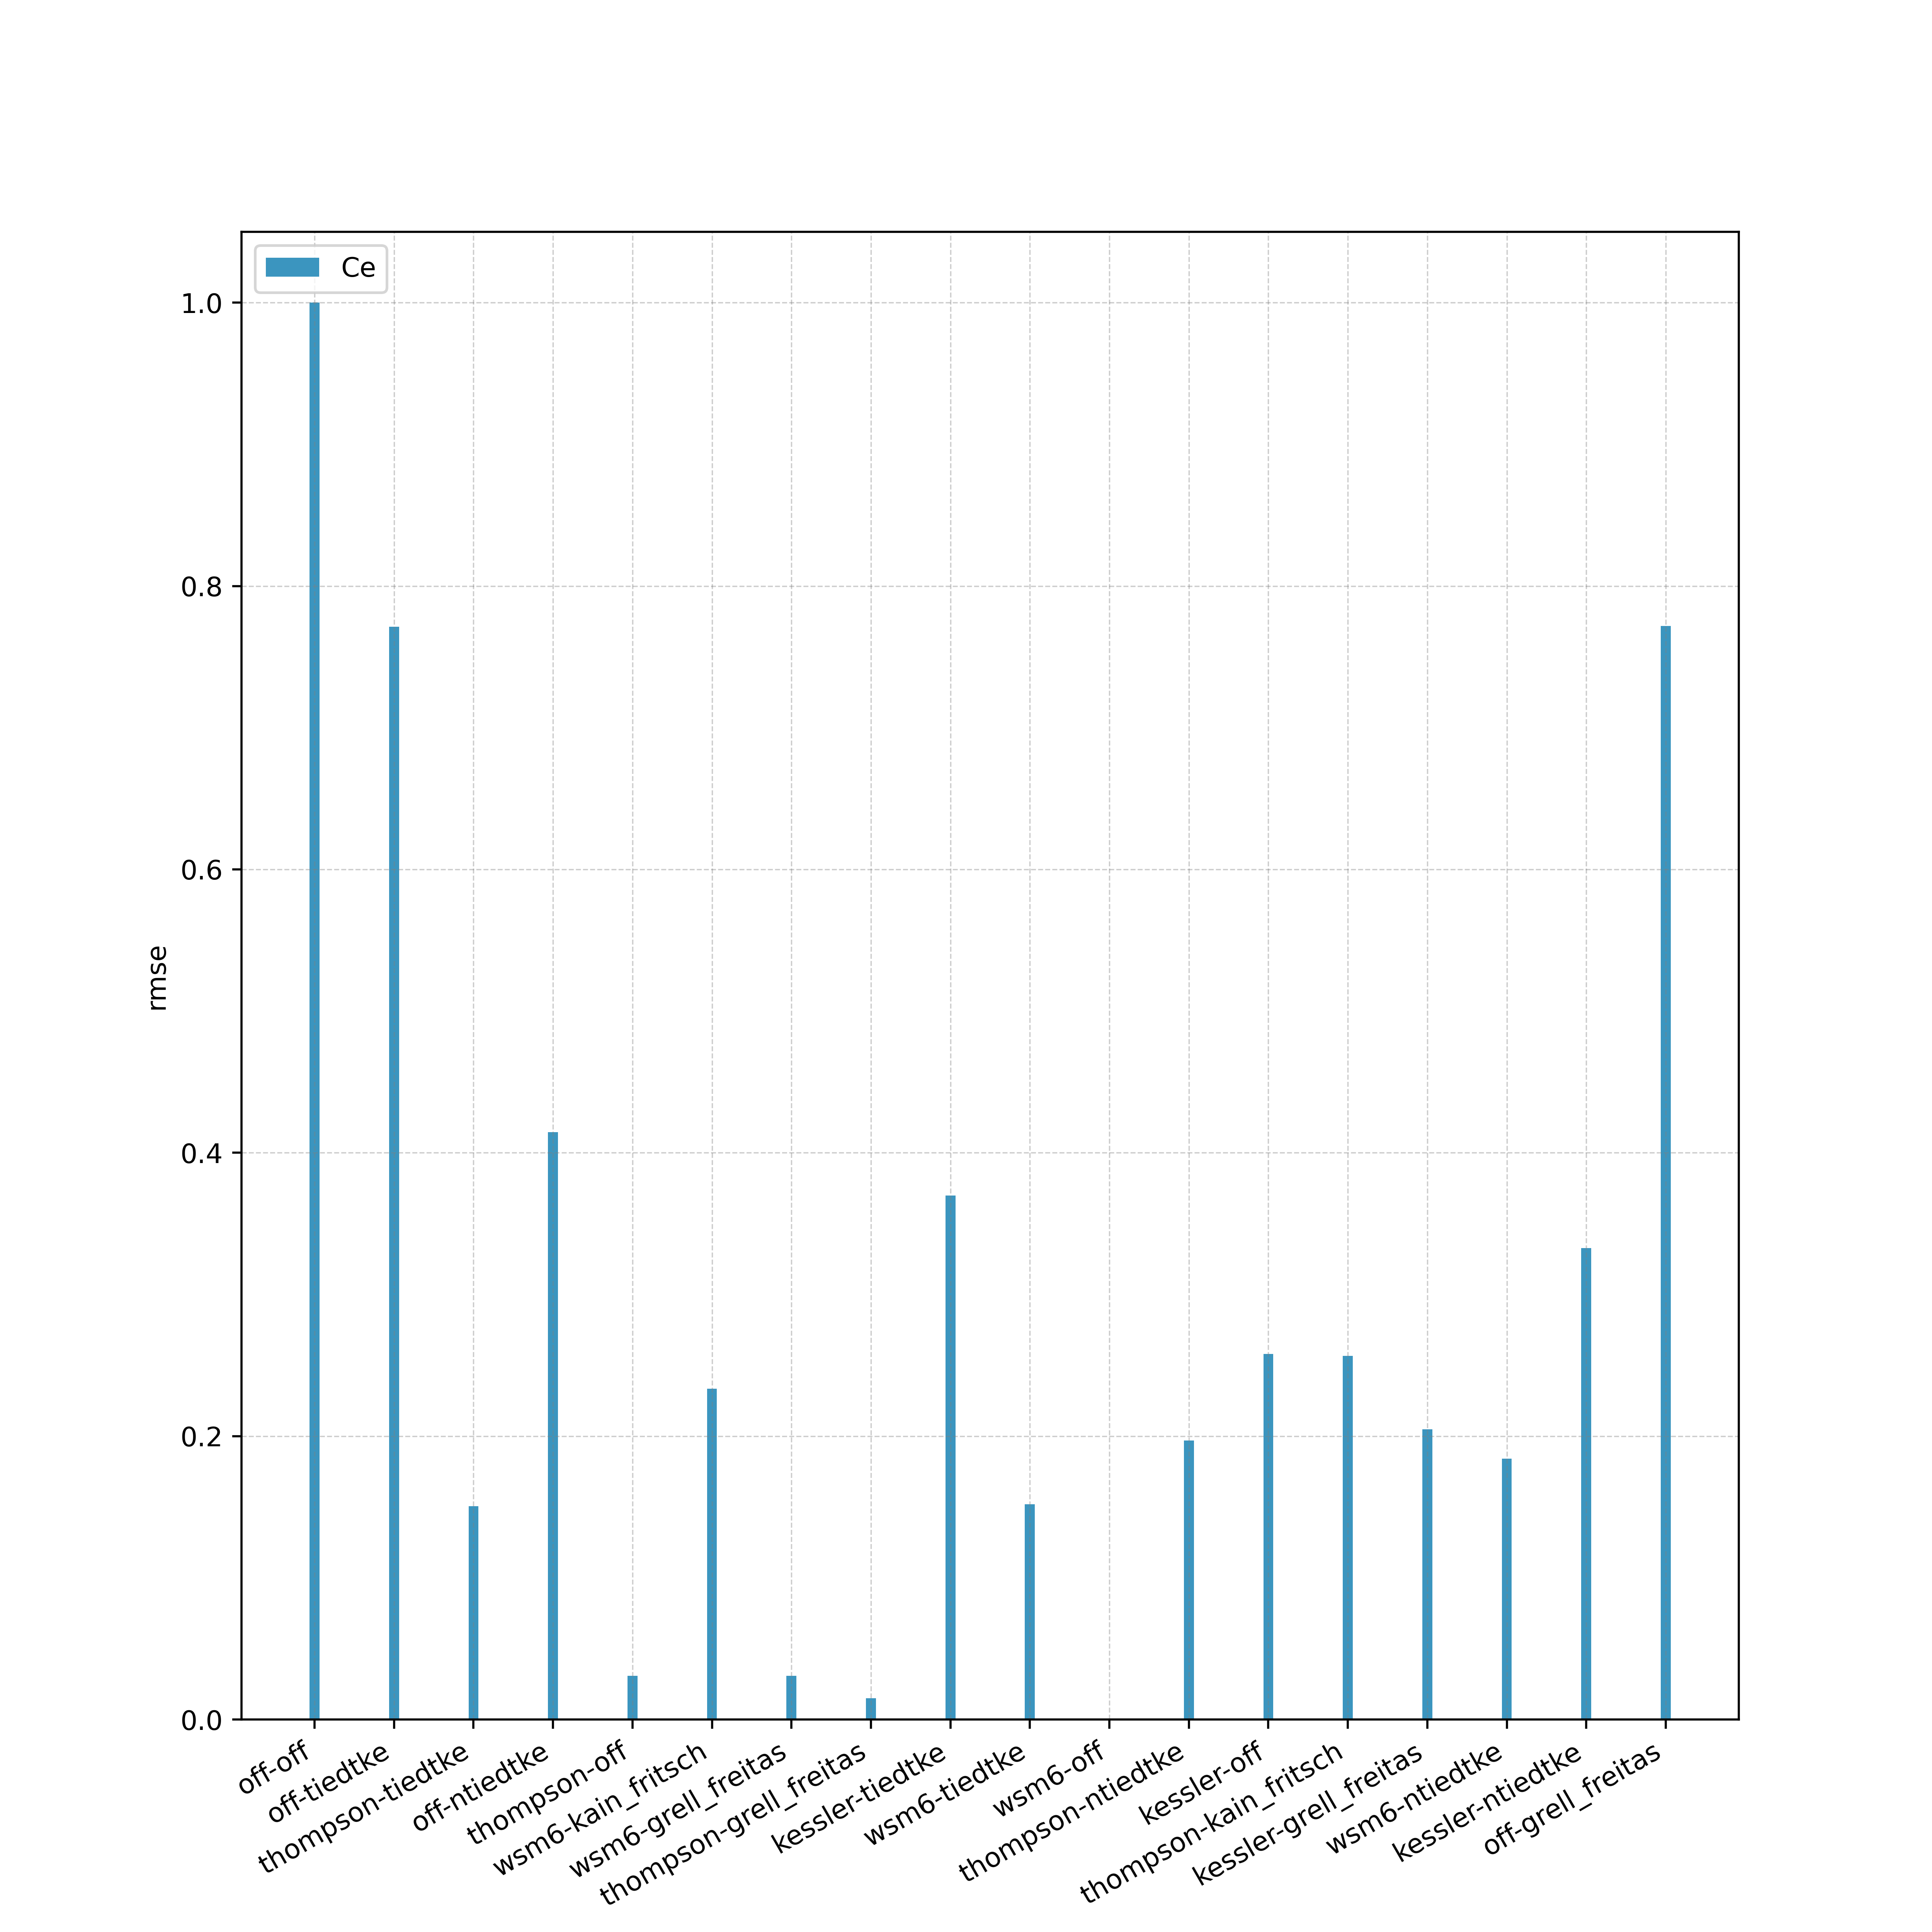 Ce
1.0
0.8
0.6
0.4
0.2
0.0
rmse
off-off
off-tiedtke
thompson-tiedtke
off-ntiedtke
thompson-off
wsm6-kain_fritsch
wsm6-grell_freitas
thompson-grell_freitas
kessler-tiedtke
wsm6-tiedtke
wsm6-off
thompson-ntiedtke
kessler-off
thompson-kain_fritsch
kessler-grell_freitas
wsm6-ntiedtke
kessler-ntiedtke
off-grell_freitas